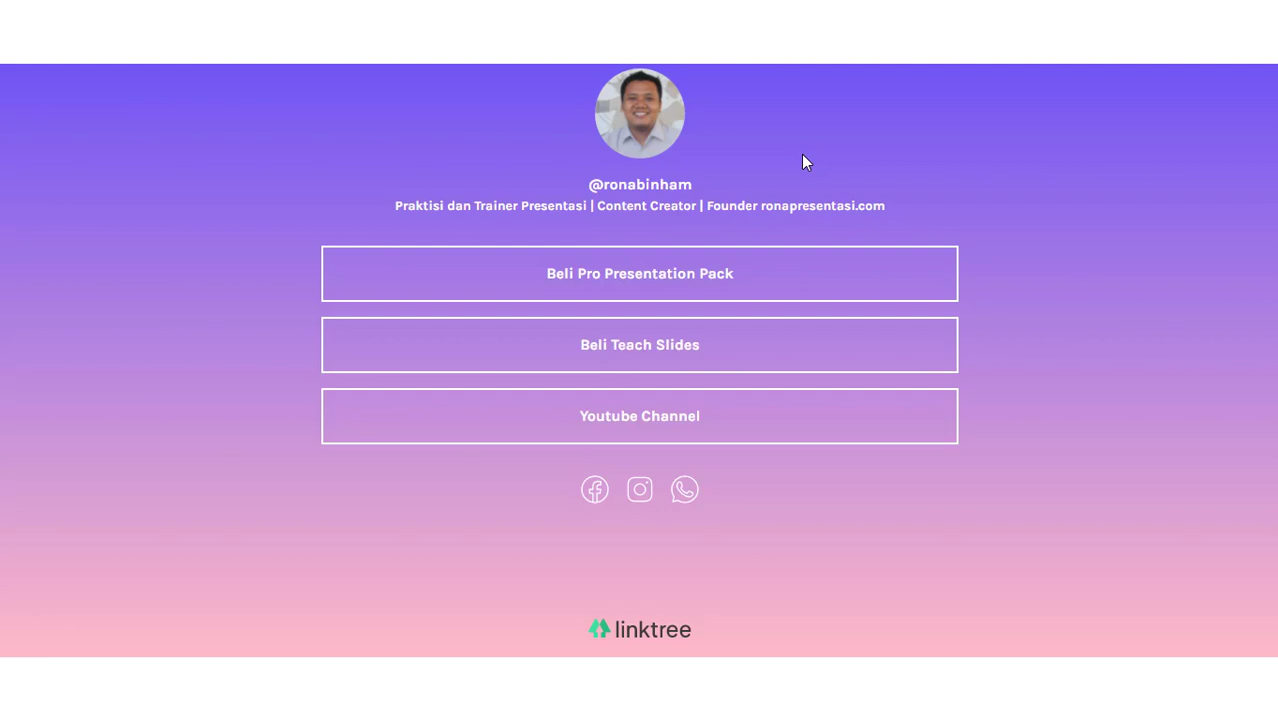 @ronabinham
Praktisi dan Trainer Presentasi | Content Creator | Founder ronapresentasi.com
Beli Pro Presentation Pack
Beli Teach Slides
Youtube Channel
linktree